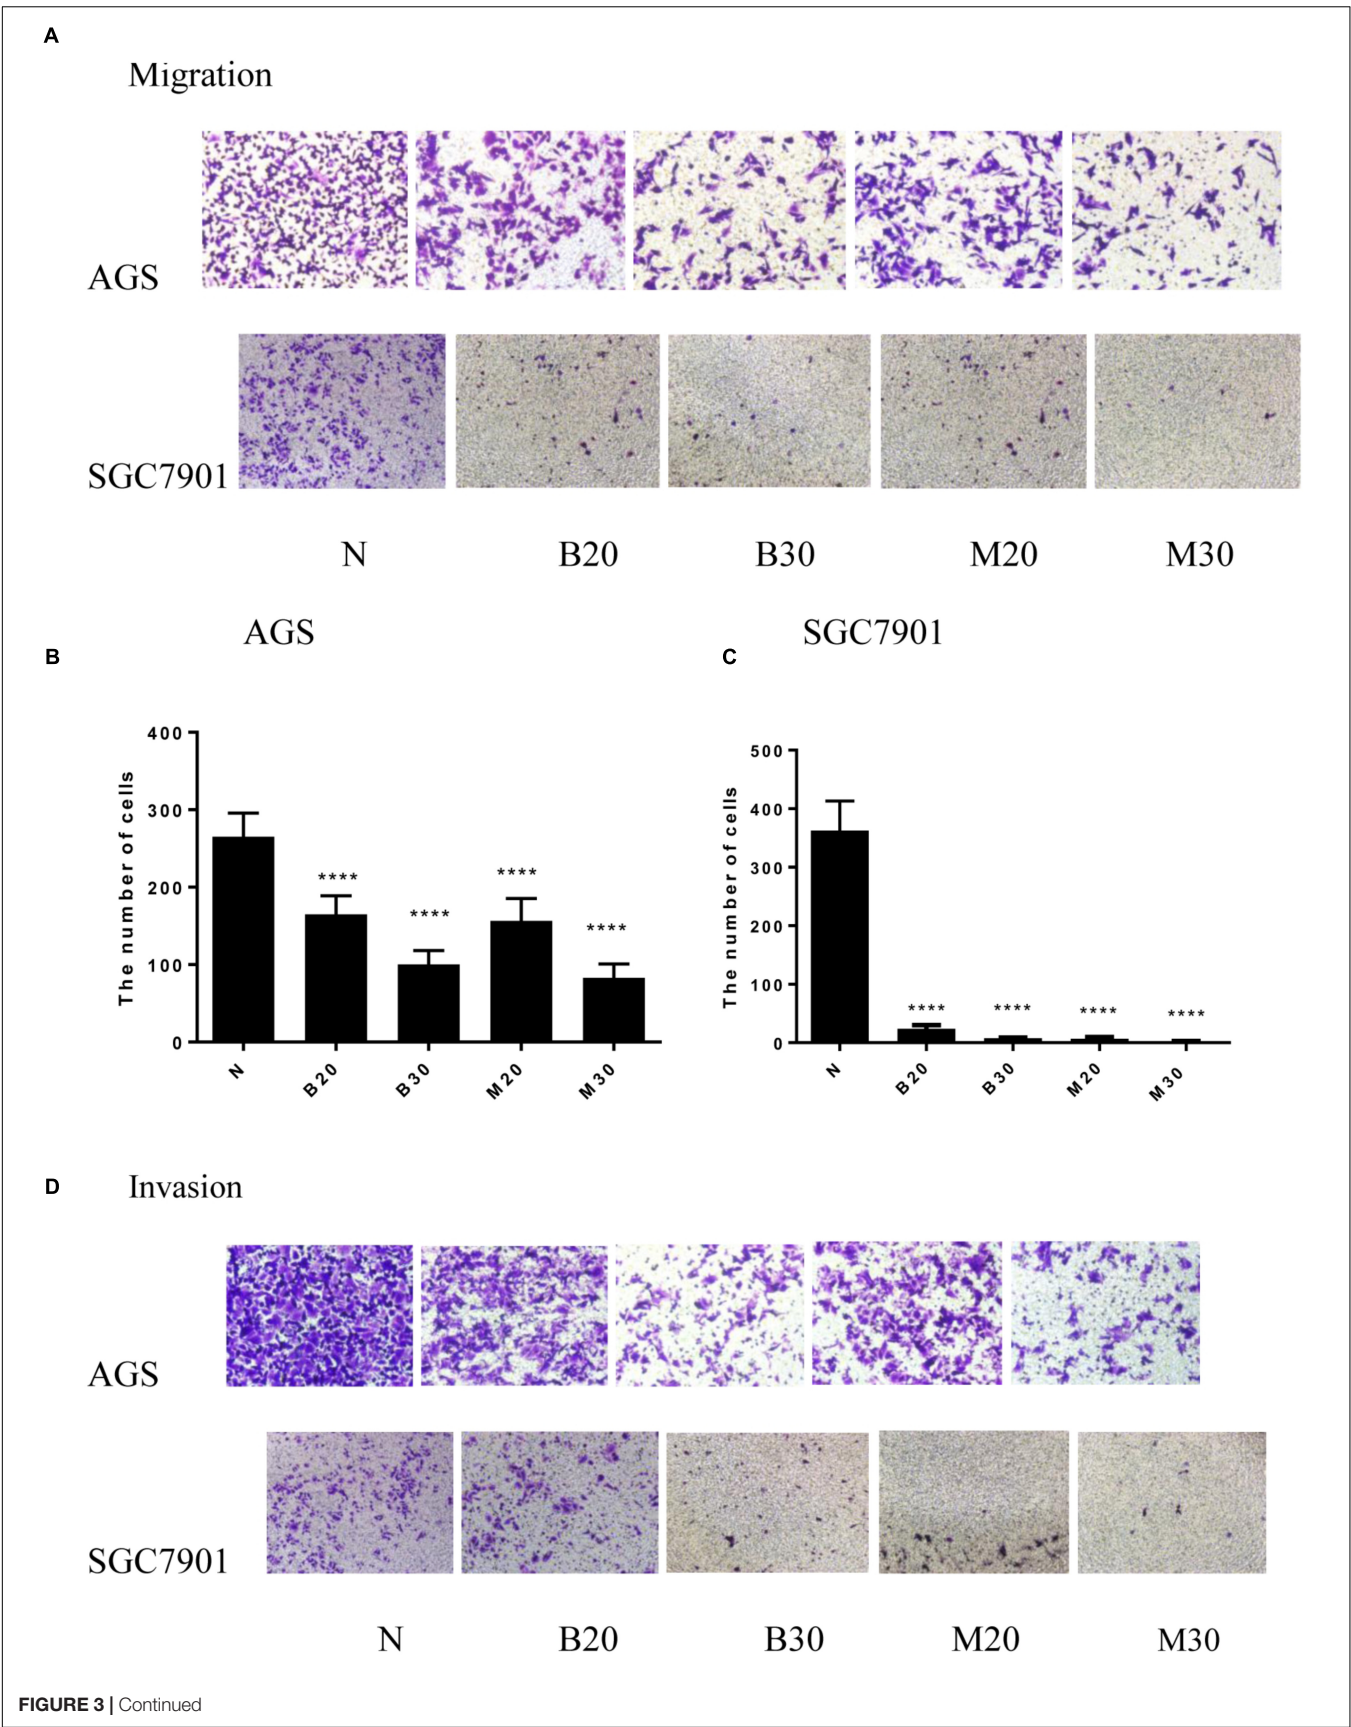 A
Migration
AGS
SGC7901
N B20 B30 M20 M30
AGS
SGC7901
B
C
The number of cells
400
300
200
100
0
****
****
****
****
N
B20
B30
M20
M30
The number of cells
500
400
300
200
100
0
****
****
****
****
N
B20
B30
M20
M30
D
Invasion
AGS
SGC7901
N B20 B30 M20 M30
FIGURE 3 | Continued